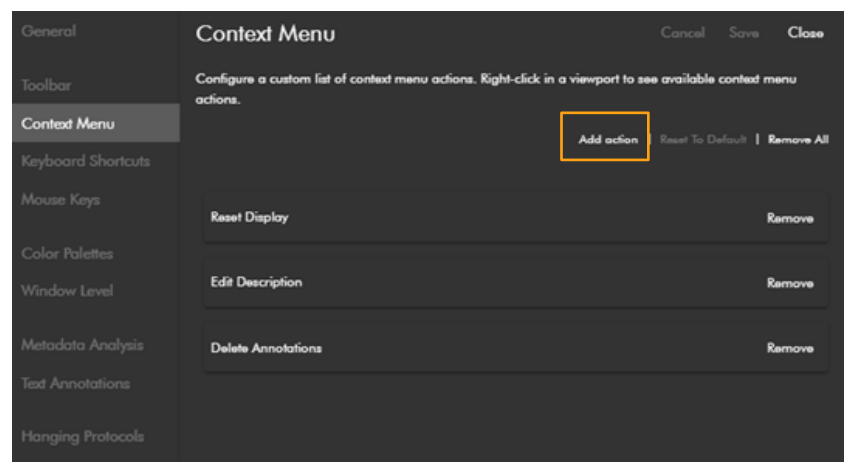 General
Toolbar
Context Menu
Keyboard Shortcuts
Mouse Keys
Color Palettes
Window Level
Metadata Analysis
Text Annotations
Hanging Protocols
Context Menu
Cancel Save Close
Configure a custom list of context menu actions. Right-click in a viewport to see available context menu
actions.
Add action | Reset To Default | Remove All
Reset Display Remove
Edit Description Remove
Delete Annotations Remove